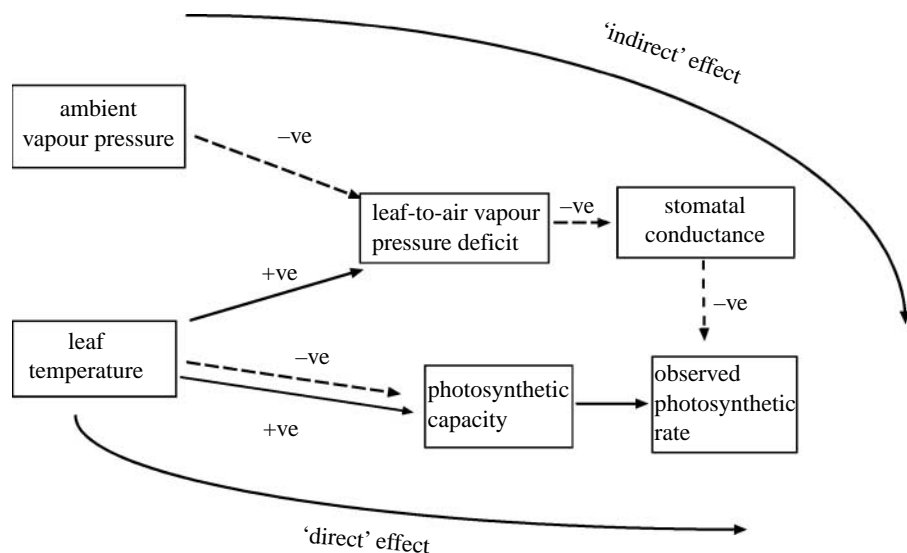 'indirect' effect
ambient
vapour pressure
–ve
leaf-to-air vapour
pressure deficit
–ve
stomatal
conductance
+ve
–ve
leaf
temperature
–ve
photosynthetic
capacity
observed
photosynthetic
rate
+ve
'direct' effect